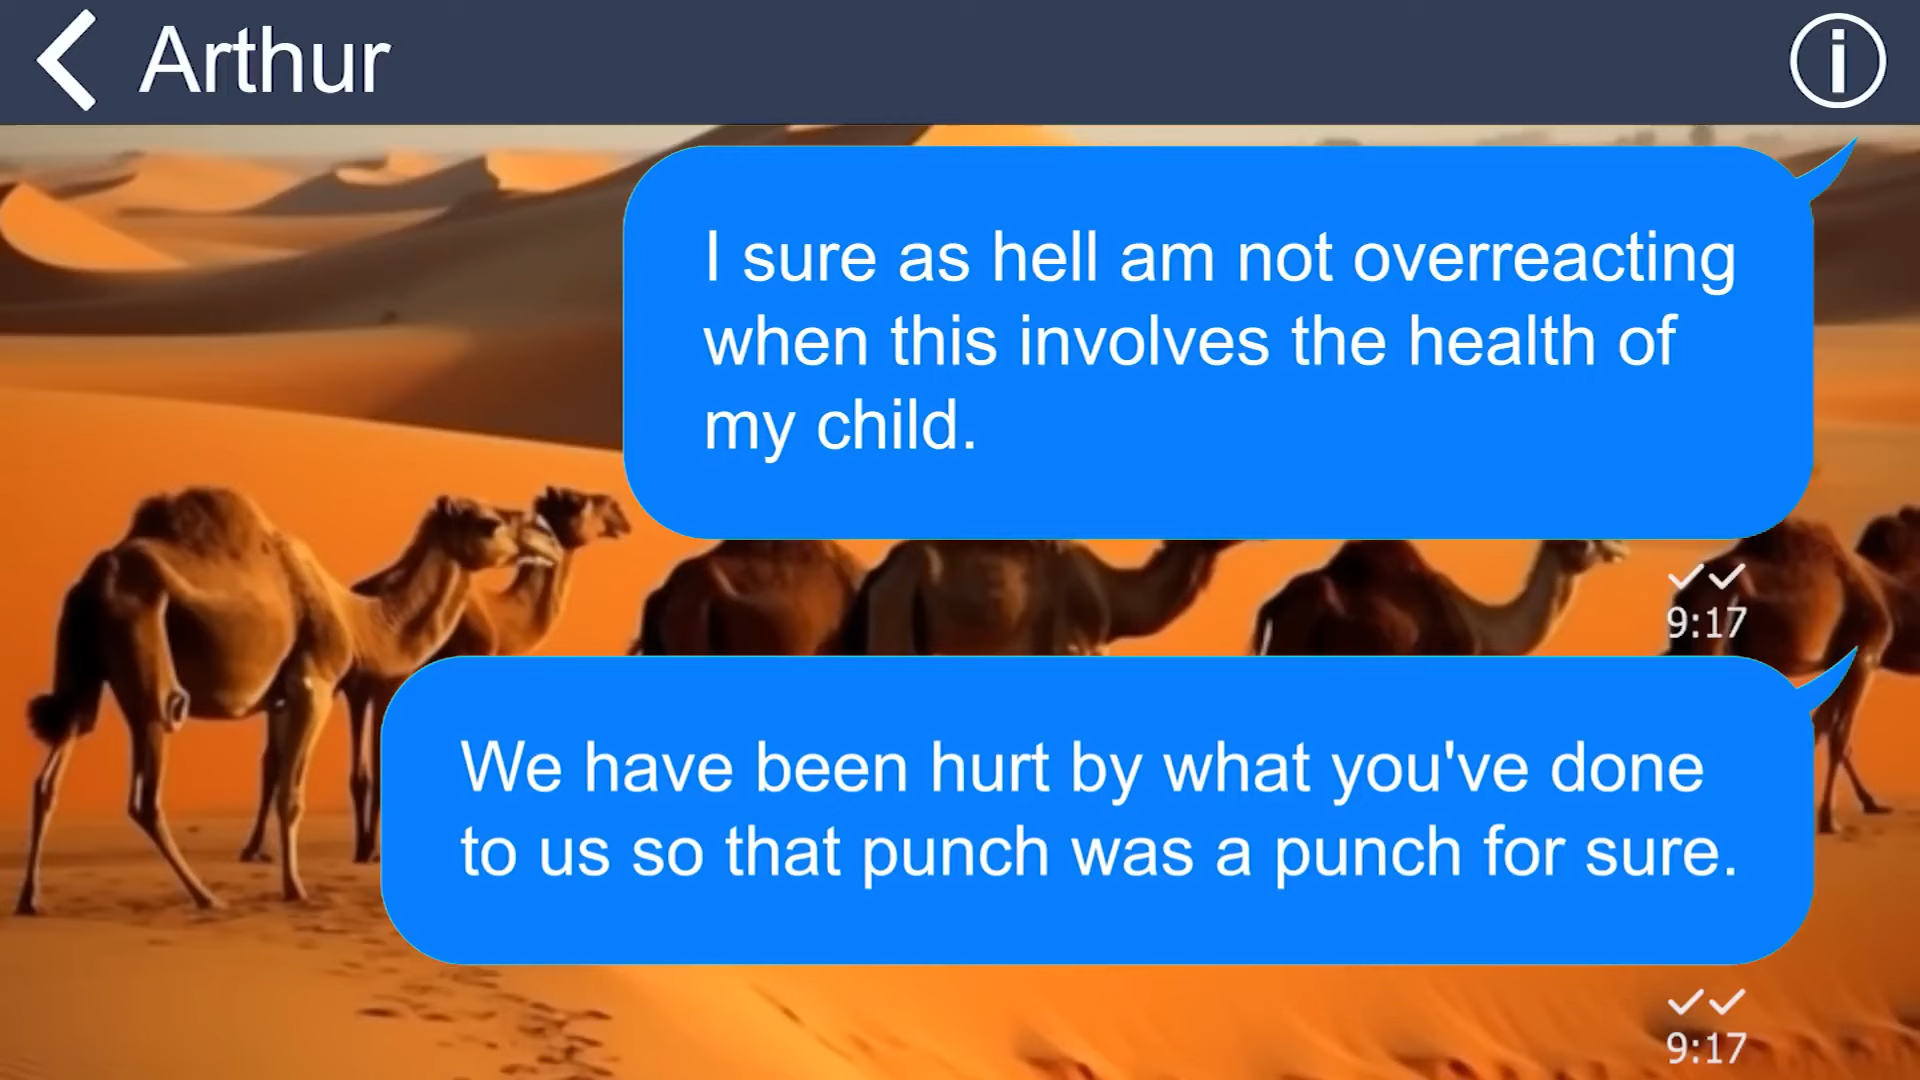 Arthur
I sure as hell am not overreacting
when this involves the health of
my child.
9:17
We have been hurt by what you've done
to us so that punch was a punch for sure.
9:17